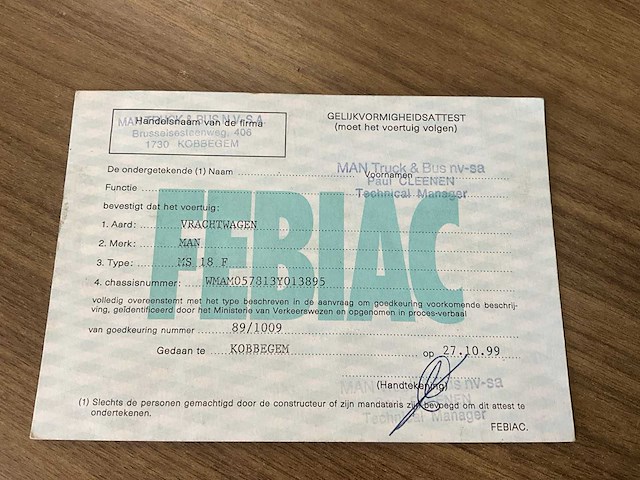 Handelsnaam van de firma
MAN TRUCK & BUS N.V.-S.A.
Brusselsesteenweg, 406
1730 KOBBEGEM
GELIJKVORMIGHEIDSATTEST
(moet het voertuig volgen)
De ondergetekende (1) Naam Voornamen
MAN Truck & Bus nv-sa
Paul CLEENEN
Technical Manager
Functie
bevestigt dat het voertuig:
FEBIAC
1. Aard: VRACHTWAGEN
2. Merk: MAN
3. Type: MS 18 F
4. chassisnummer: WMAM057813Y013895
volledig overeenstemt met het type beschreven in de aanvraag om goedkeuring voorkomende beschrij-
ving, geïdentificeerd door het Ministerie van Verkeerswezen en opgenomen in proces-verbaal
van goedkeuring nummer 89/1009
Gedaan te KOBBEGEM op 27.10.99
(Handtekening)
MAN Truck & Bus nv-sa
Paul CLEENEN
Technical Manager
(1) Slechts de personen gemachtigd door de constructeur of zijn mandataris zijn bevoegd om dit attest te
ondertekenen.
FEBIAC.